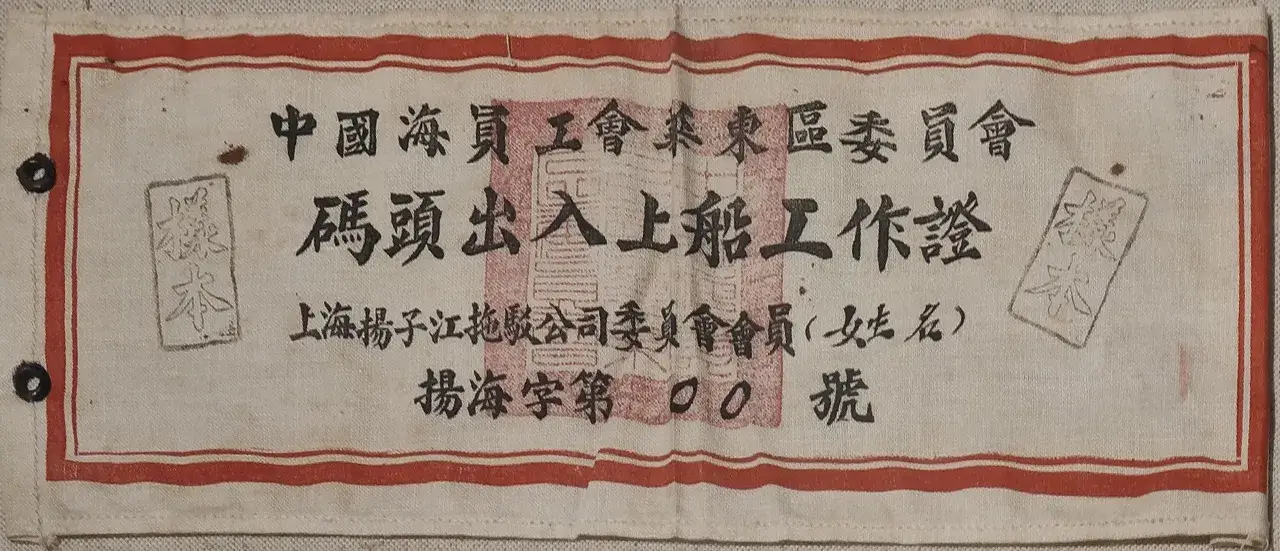 中國海員工會華東區委員會
碼頭出入上船工作證
上海揚子江拖駁公司委員會會員(姓名)
揚海字第 00 號
樣本
樣本